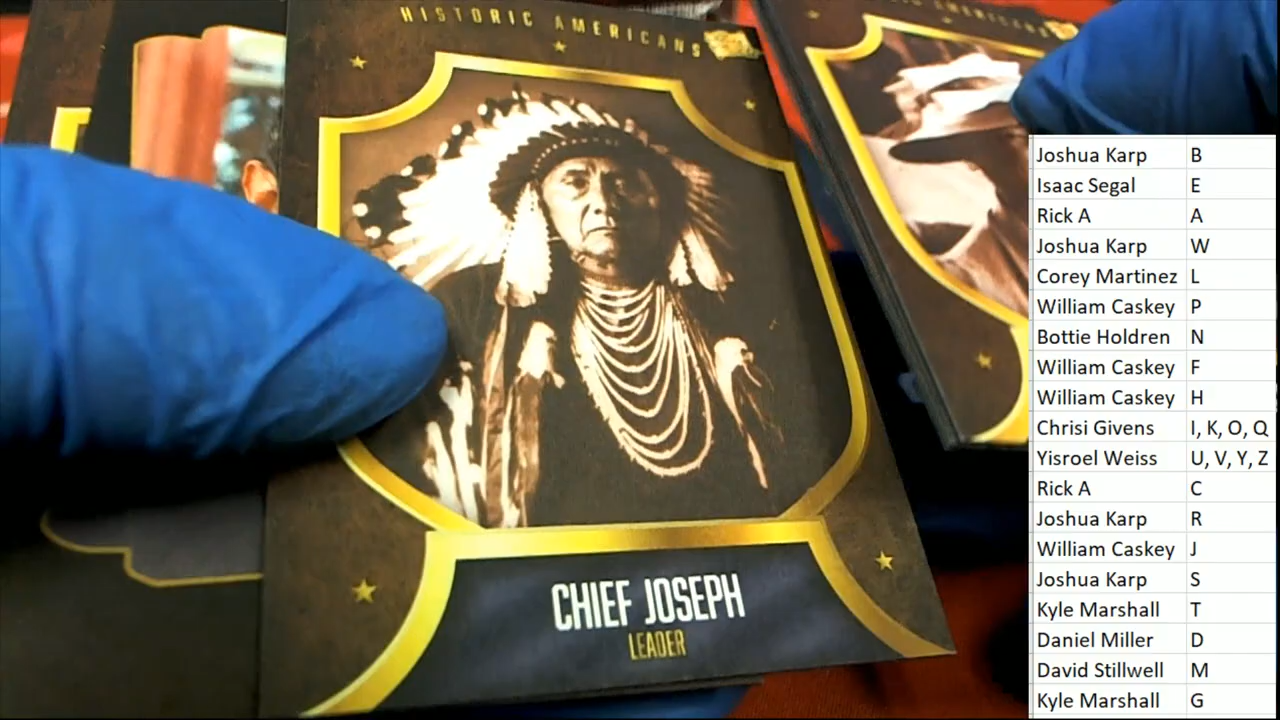 HISTORIC AMERICANS
CHIEF JOSEPH
LEADER
AMERICANS
Joshua Karp B
Isaac Segal E
Rick A A
Joshua Karp W
Corey Martinez L
William Caskey P
Bottie Holdren N
William Caskey F
William Caskey H
Chrisi Givens I, K, O, Q
Yisroel Weiss U, V, Y, Z
Rick A C
Joshua Karp R
William Caskey J
Joshua Karp S
Kyle Marshall T
Daniel Miller D
David Stillwell M
Kyle Marshall G